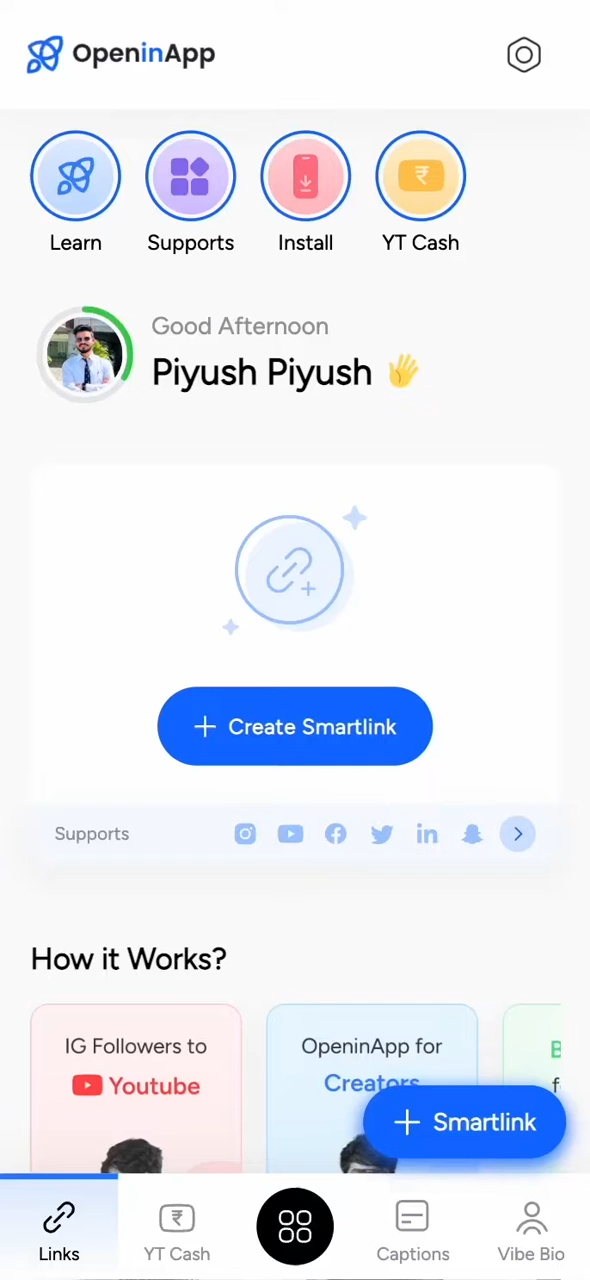 OpeninApp
Learn Supports Install YT Cash
Good Afternoon
Piyush Piyush 👋
Create Smartlink
Supports
How it Works?
IG Followers to
Youtube
OpeninApp for
Creators
Smartlink
Links YT Cash Captions Vibe Bio